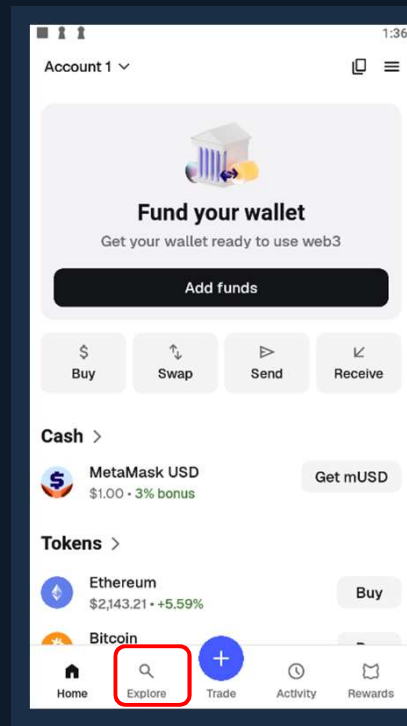 1:36
Account 1
Fund your wallet
Get your wallet ready to use web3
Add funds
$
Buy Swap Send Receive
Cash >
MetaMask USD
$1.00 • 3% bonus
Get mUSD
Tokens >
Ethereum
$2,143.21 • +5.59%
Buy
Bitcoin
Home Explore Trade Activity Rewards